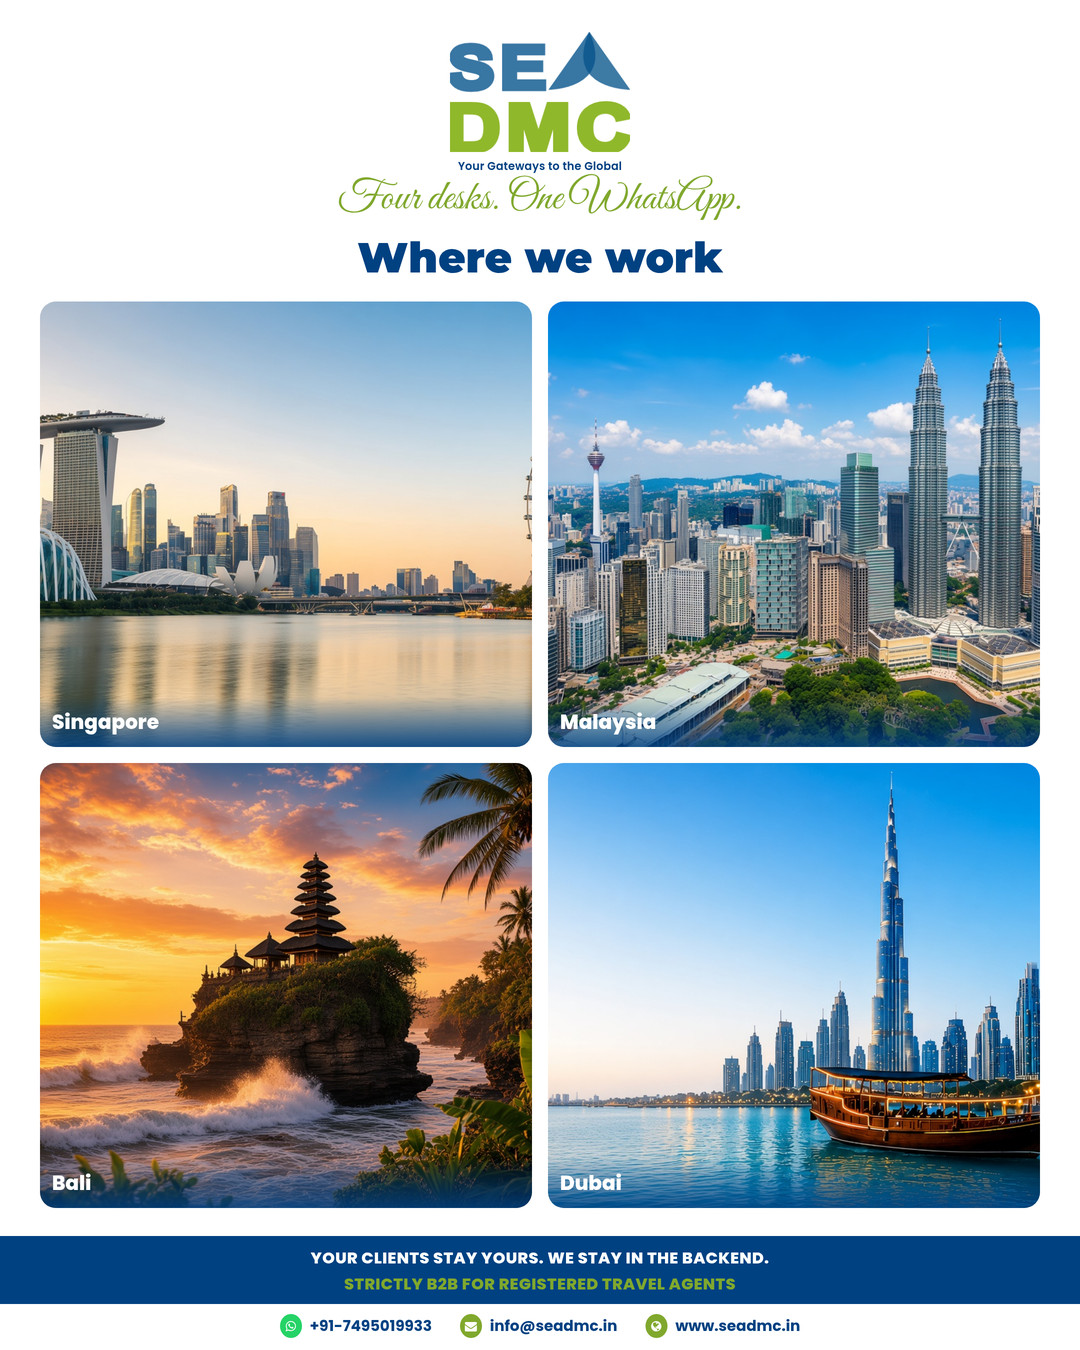 SEA
DMC
Your Gateways to the Global
Four desks. One WhatsApp.
Where we work
Singapore
Malaysia
Bali
Dubai
YOUR CLIENTS STAY YOURS. WE STAY IN THE BACKEND.
STRICTLY B2B FOR REGISTERED TRAVEL AGENTS
+91-7495019933
info@seadmc.in
www.seadmc.in